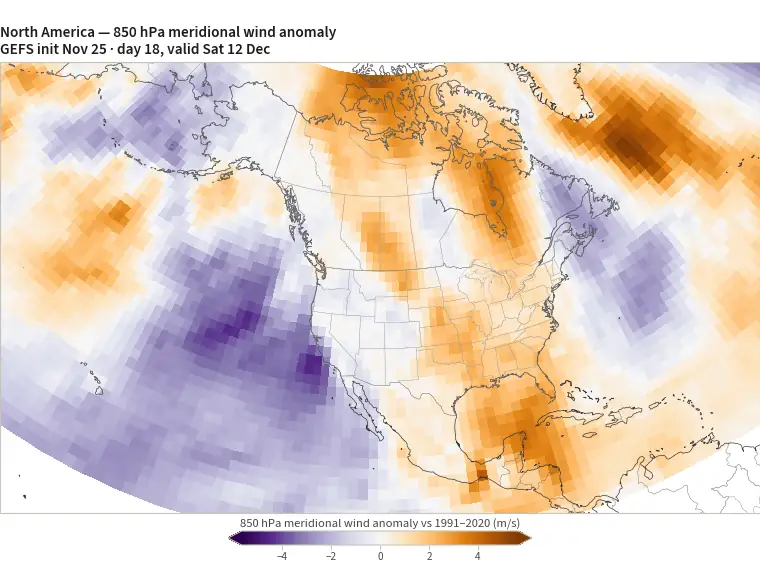 North America — 850 hPa meridional wind anomaly
GEFS init Nov 25 · day 18, valid Sat 12 Dec
850 hPa meridional wind anomaly vs 1991–2020 (m/s)
−4 −2 0 2 4